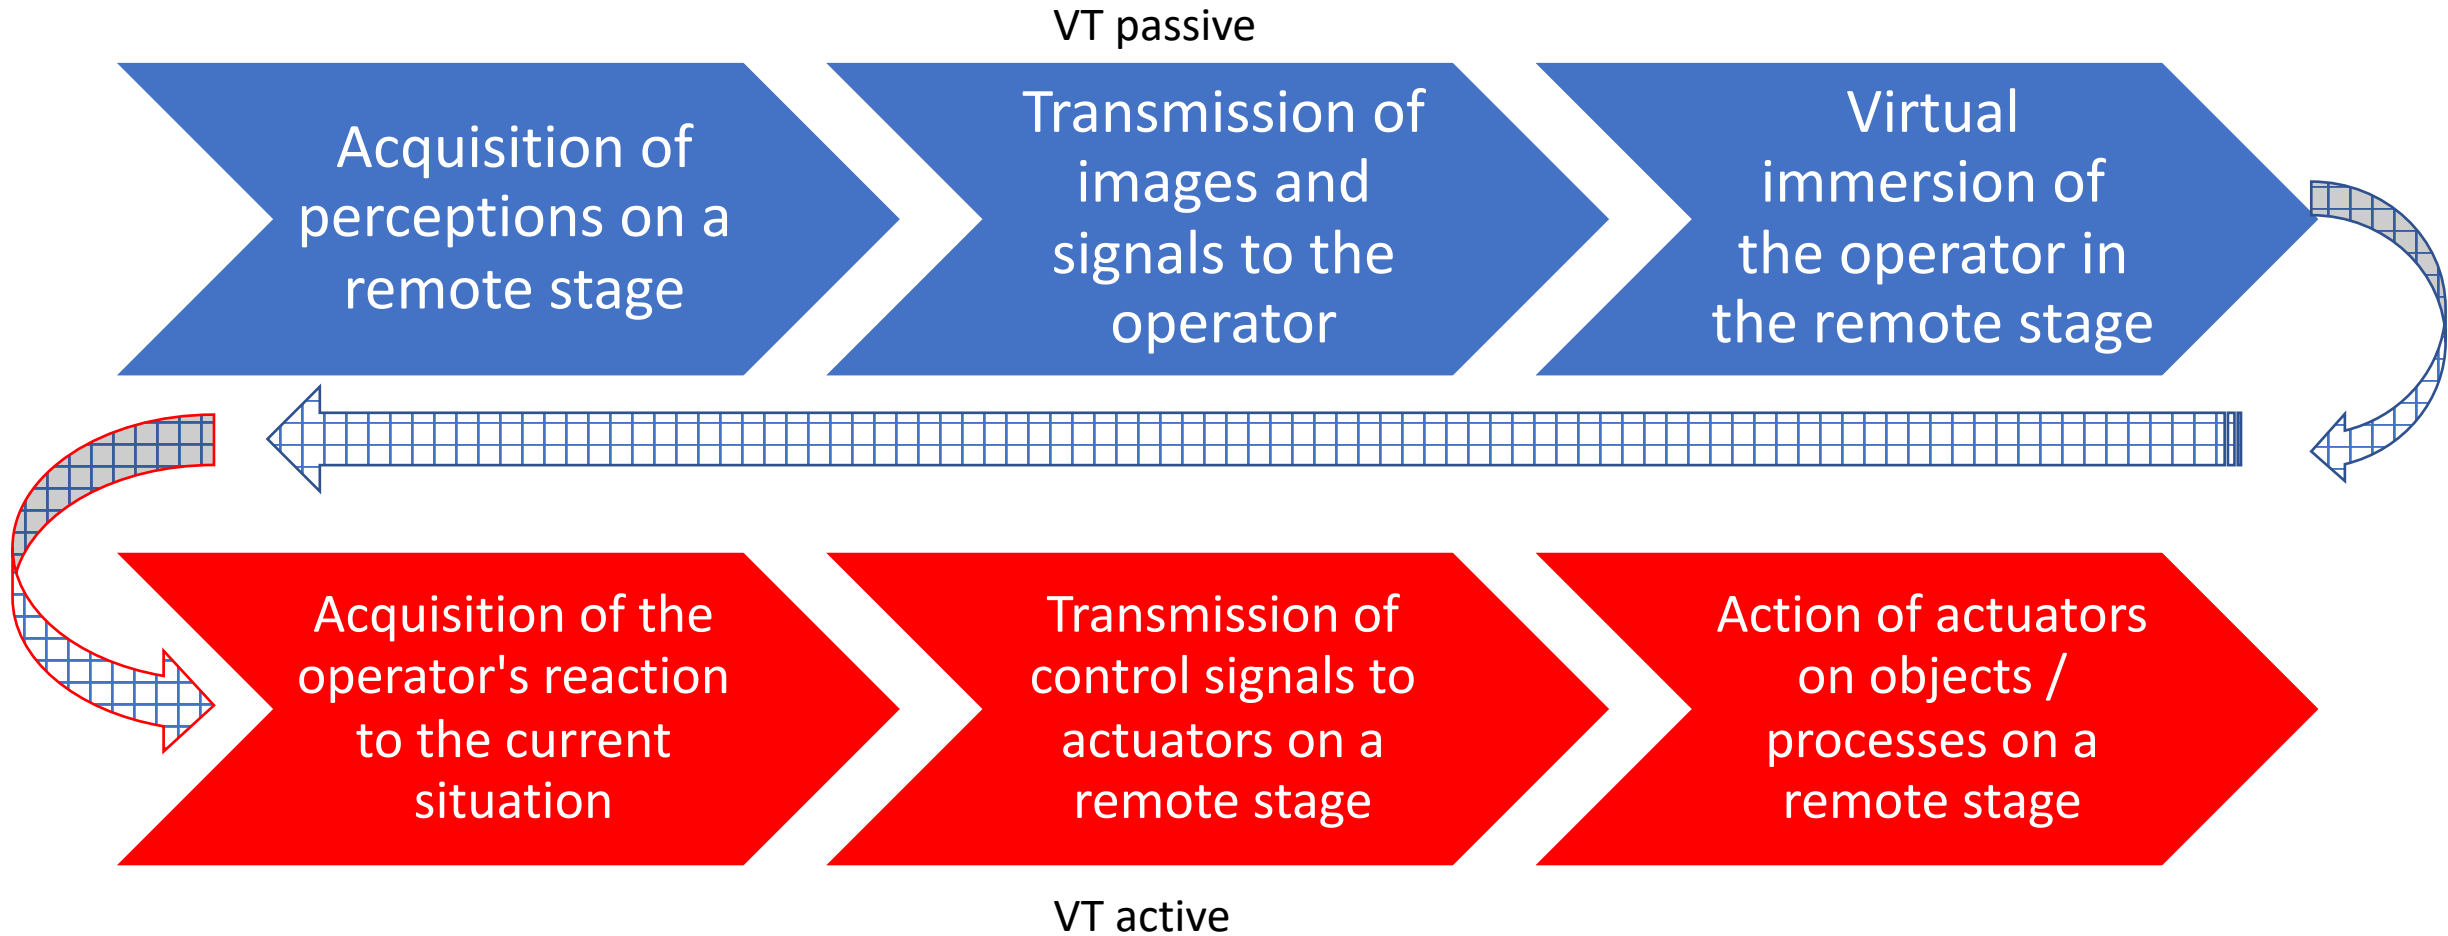 VT passive
Acquisition of
perceptions on a
remote stage
Transmission of
images and
signals to the
operator
Virtual
immersion of
the operator in
the remote stage
Acquisition of the
operator's reaction
to the current
situation
Transmission of
control signals to
actuators on a
remote stage
Action of actuators
on objects /
processes on a
remote stage
VT active